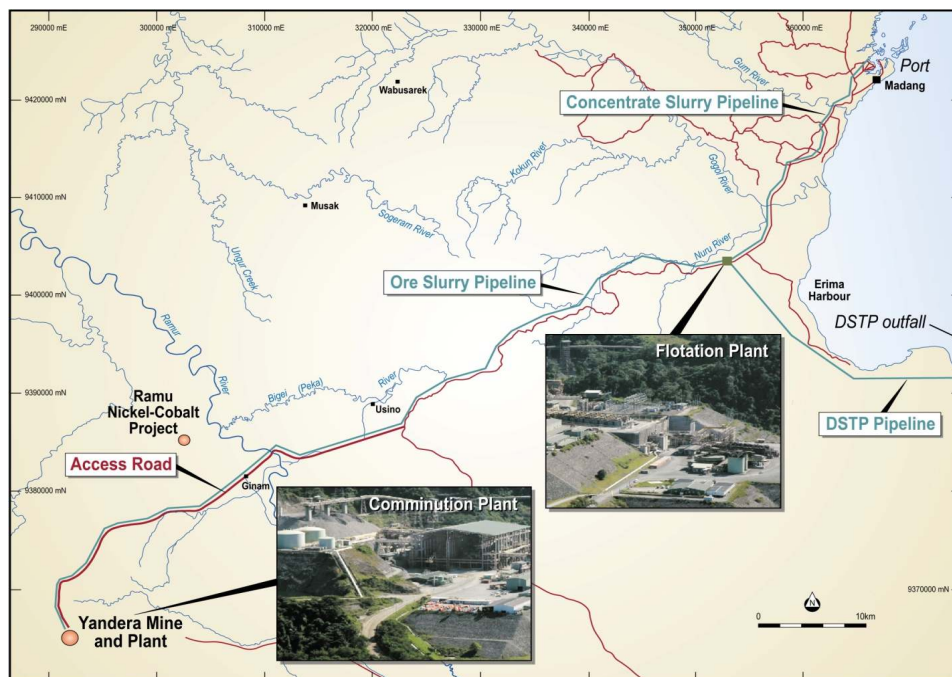 290000 mE
300000 mE
310000 mE
320000 mE
330000 mE
340000 mE
350000 mE
360000 mE
9420000 mN
Wabusarek
Gum River
Port
Madang
Concentrate Slurry Pipeline
Kokun River
Gogol River
9410000 mN
Musak
Sogeram River
Ungur Creek
Nuru River
9400000 mN
Ore Slurry Pipeline
Erima
Harbour
DSTP outfall
Ramur
River
Flotation Plant
9390000 mN
Bigei (Peka) River
Usino
Ramu
Nickel-Cobalt
Project
DSTP Pipeline
Access Road
Ginam
9380000 mN
Comminution Plant
9370000 mN
Yandera Mine
and Plant
N
0 10km